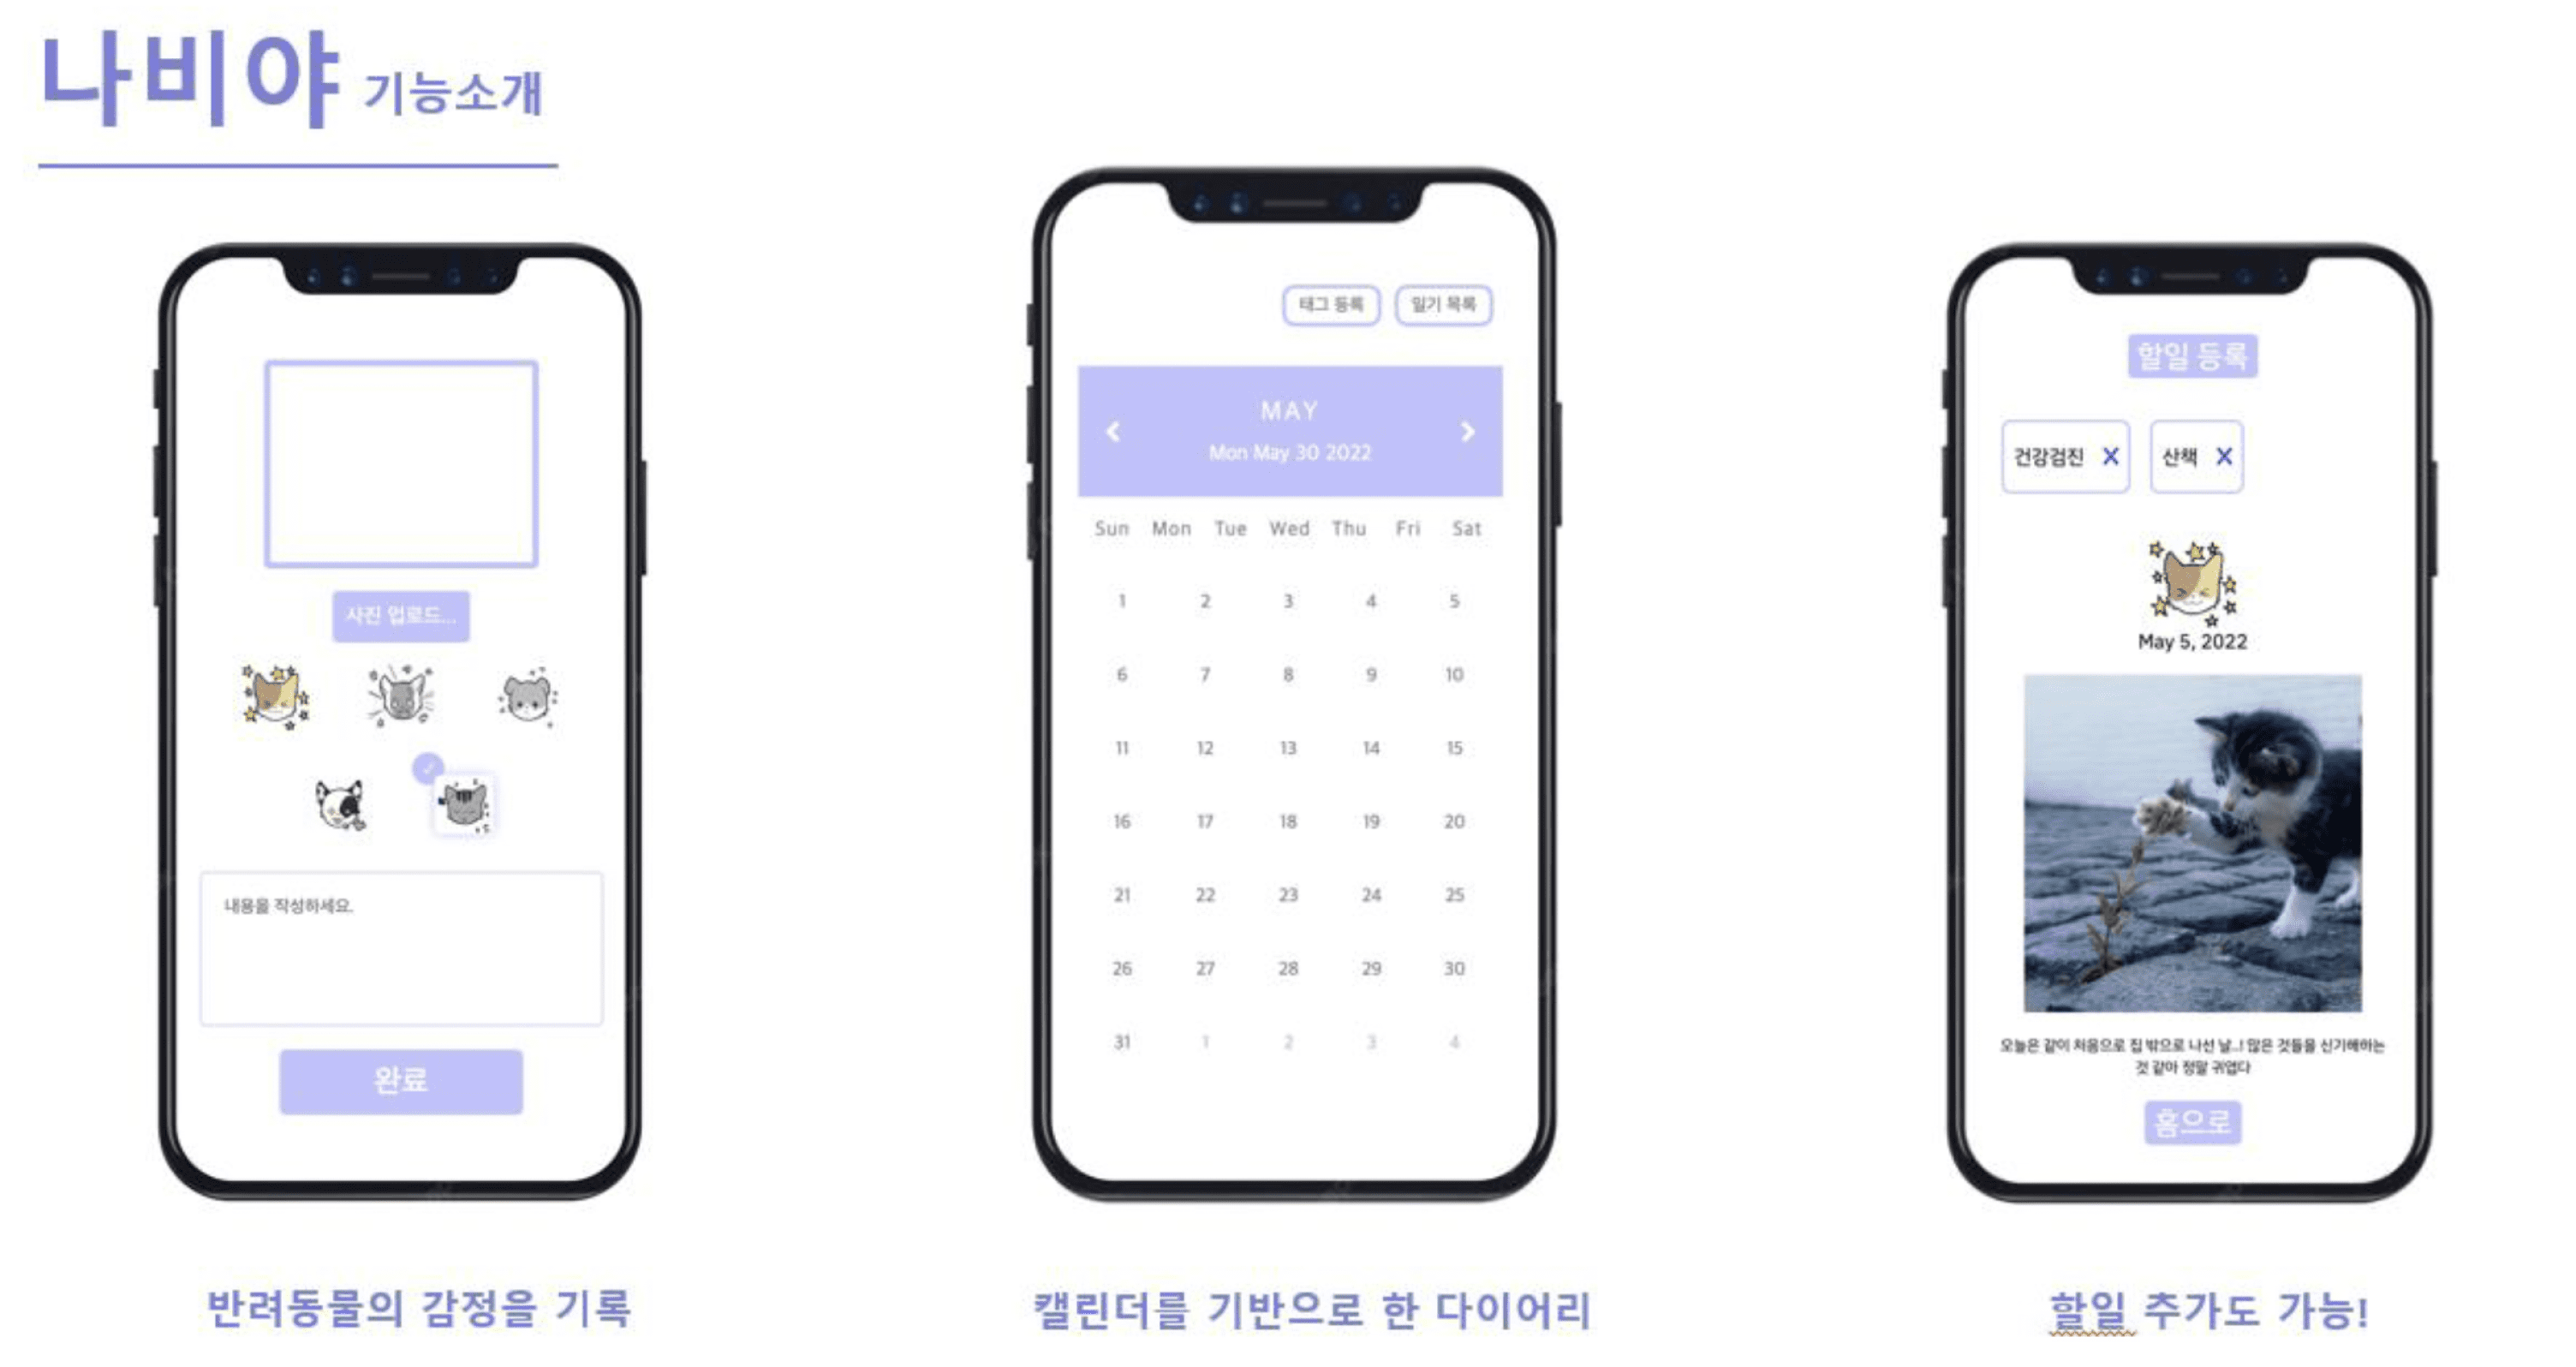 나비야 기능소개
사진 업로드...
내용을 작성하세요.
완료
반려동물의 감정을 기록
태그 등록
일기 목록
MAY
Mon May 30 2022
Sun Mon Tue Wed Thu Fri Sat
1 2 3 4 5
6 7 8 9 10
11 12 13 14 15
16 17 18 19 20
21 22 23 24 25
26 27 28 29 30
31 1 2 3 4
캘린더를 기반으로 한 다이어리
할일 등록
건강검진 X 산책 X
May 5, 2022
오늘은 같이 처음으로 집 밖으로 나선 날..! 많은 것들을 신기해하는
것 같아 정말 귀엽다
홈으로
할일 추가도 가능!